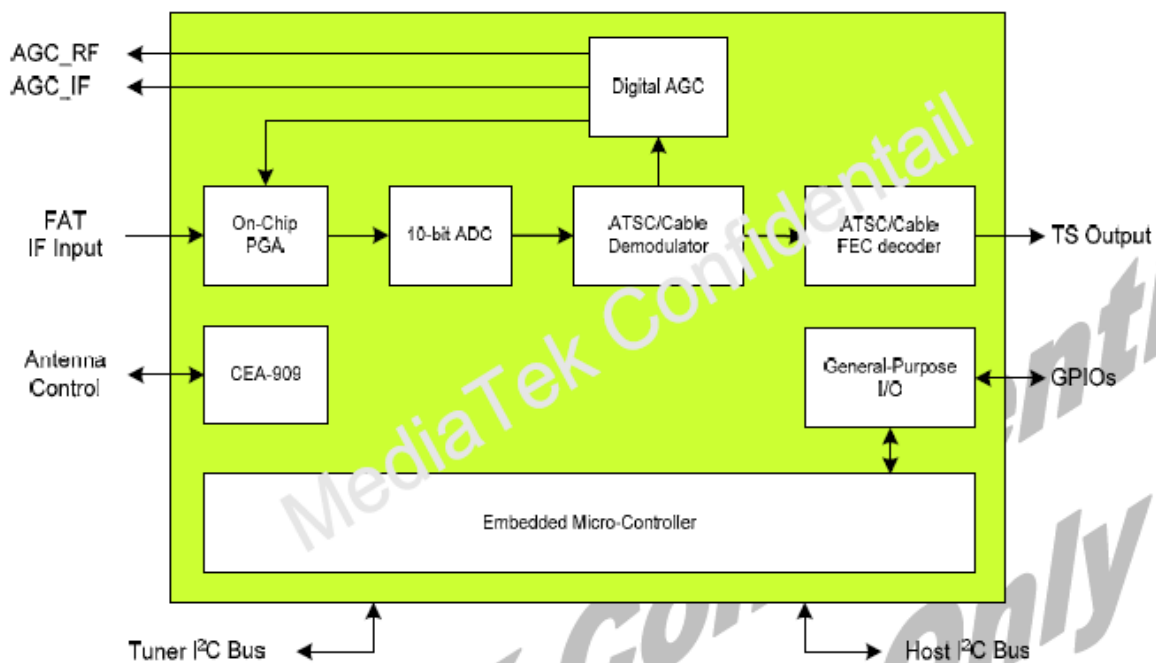 AGC_RF
AGC_IF
Digital AGC
FAT
IF Input
On-Chip
PGA
10-bit ADC
ATSC/Cable
Demodulator
ATSC/Cable
FEC decoder
TS Output
Antenna
Control
CEA-909
General-Purpose
I/O
GPIOs
Embedded Micro-Controller
Tuner I²C Bus
Host I²C Bus
MediaTek Confidentail
Only